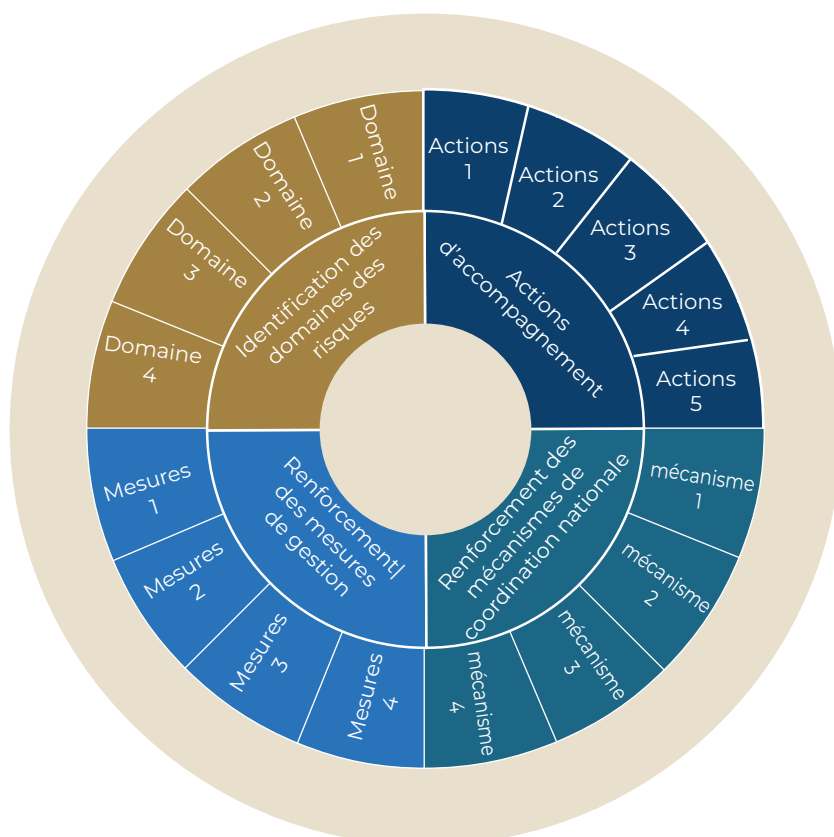 Domaine
1
Domaine
2
Domaine
3
Domaine
4
Identification des
domaines des
risques
Actions
1
Actions
2
Actions
3
Actions
4
Actions
5
Actions
d'accompagnement
Mesures
1
Mesures
2
Mesures
3
Mesures
4
Renforcement|
des mesures
de gestion
mécanisme
1
mécanisme
2
mécanisme
3
mécanisme
4
Renforcement des
mécanismes de
coordination nationale